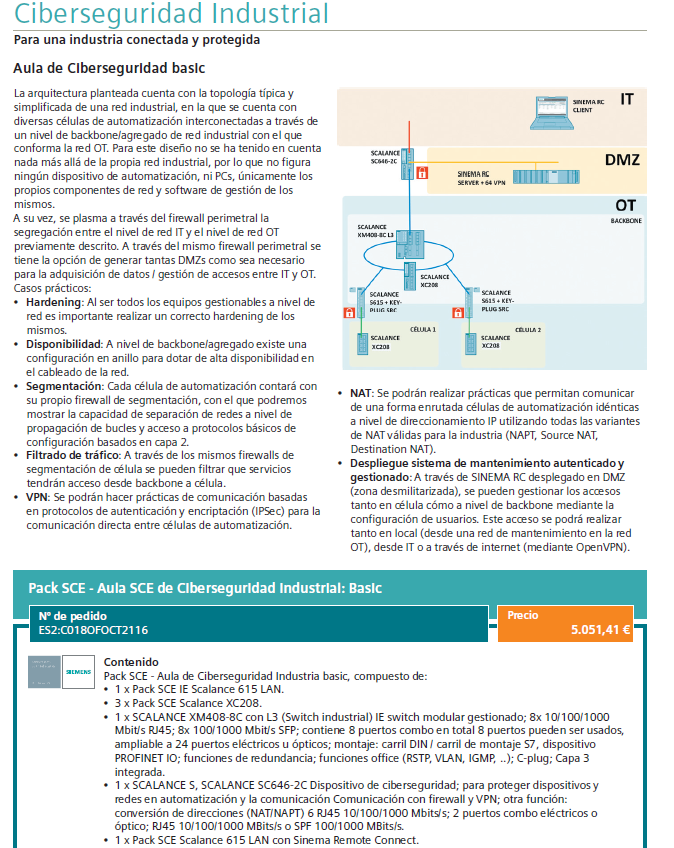 Ciberseguridad Industrial
Para una industria conectada y protegida
Aula de Ciberseguridad basic
La arquitectura planteada cuenta con la topología típica y
simplificada de una red industrial, en la que se cuenta con
diversas células de automatización interconectadas a través de
un nivel de backbone/agregado de red industrial con el que
conforma la red OT. Para este diseño no se ha tenido en cuenta
nada más allá de la propia red industrial, por lo que no figura
ningún dispositivo de automatización, ni PCs, únicamente los
propios componentes de red y software de gestión de los
mismos.
A su vez, se plasma a través del firewall perimetral la
segregación entre el nivel de red IT y el nivel de red OT
previamente descrito. A través del mismo firewall perimetral se
tiene la opción de generar tantas DMZs como sea necesario
para la adquisición de datos / gestión de accesos entre IT y OT.
Casos prácticos:
• Hardening: Al ser todos los equipos gestionables a nivel de
red es importante realizar un correcto hardening de los
mismos.
• Disponibilidad: A nivel de backbone/agregado existe una
configuración en anillo para dotar de alta disponibilidad en
el cableado de la red.
• Segmentación: Cada célula de automatización contará con
su propio firewall de segmentación, con el que podremos
mostrar la capacidad de separación de redes a nivel de
propagación de bucles y acceso a protocolos básicos de
configuración basados en capa 2.
• Filtrado de tráfico: A través de los mismos firewalls de
segmentación de célula se pueden filtrar que servicios
tendrán acceso desde backbone a célula.
• VPN: Se podrán hacer prácticas de comunicación basadas
en protocolos de autenticación y encriptación (IPSec) para la
comunicación directa entre células de automatización.
IT
SINEMA RC
CLIENT
SCALANCE
SC646-2C
DMZ
SINEMA RC
SERVER + 64 VPN
OT
BACKBONE
SCALANCE
XM408-8C L3
SCALANCE
XC208
SCALANCE
S615 + KEY-
PLUG SRC
SCALANCE
S615 + KEY-
PLUG SRC
CÉLULA 1
SCALANCE
XC208
CÉLULA 2
SCALANCE
XC208
• NAT: Se podrán realizar prácticas que permitan comunicar
de una forma enrutada células de automatización idénticas
a nivel de direccionamiento IP utilizando todas las variantes
de NAT válidas para la industria (NAPT, Source NAT,
Destination NAT).
• Despliegue sistema de mantenimiento autenticado y
gestionado: A través de SINEMA RC desplegado en DMZ
(zona desmilitarizada), se pueden gestionar los accesos
tanto en célula cómo a nivel de backbone mediante la
configuración de usuarios. Este acceso se podrá realizar
tanto en local (desde una red de mantenimiento en la red
OT), desde IT o a través de internet (mediante OpenVPN).
Pack SCE - Aula SCE de Ciberseguridad Industrial: Basic
Nº de pedido
ES2:C018OFOCT2116
Precio
5.051,41 €
SIEMENS
Contenido
Pack SCE - Aula de Ciberseguridad Industria basic, compuesto de:
• 1 x Pack SCE IE Scalance 615 LAN.
• 3 x Pack SCE Scalance XC208.
• 1 x SCALANCE XM408-8C con L3 (Switch industrial) IE switch modular gestionado; 8x 10/100/1000
Mbit/s RJ45; 8x 100/1000 Mbit/s SFP; contiene 8 puertos combo en total 8 puertos pueden ser usados,
ampliable a 24 puertos eléctricos u ópticos; montaje: carril DIN / carril de montaje S7, dispositivo
PROFINET IO; funciones de redundancia; funciones office (RSTP, VLAN, IGMP, ..); C-plug; Capa 3
integrada.
• 1 x SCALANCE S, SCALANCE SC646-2C Dispositivo de ciberseguridad; para proteger dispositivos y
redes en automatización y la comunicación Comunicación con firewall y VPN; otra función:
conversión de direcciones (NAT/NAPT) 6 RJ45 10/100/1000 Mbits/s; 2 puertos combo eléctricos o
óptico; RJ45 10/100/1000 MBits/s o SPF 100/1000 MBits/s.
• 1 x Pack SCE Scalance 615 LAN con Sinema Remote Connect.